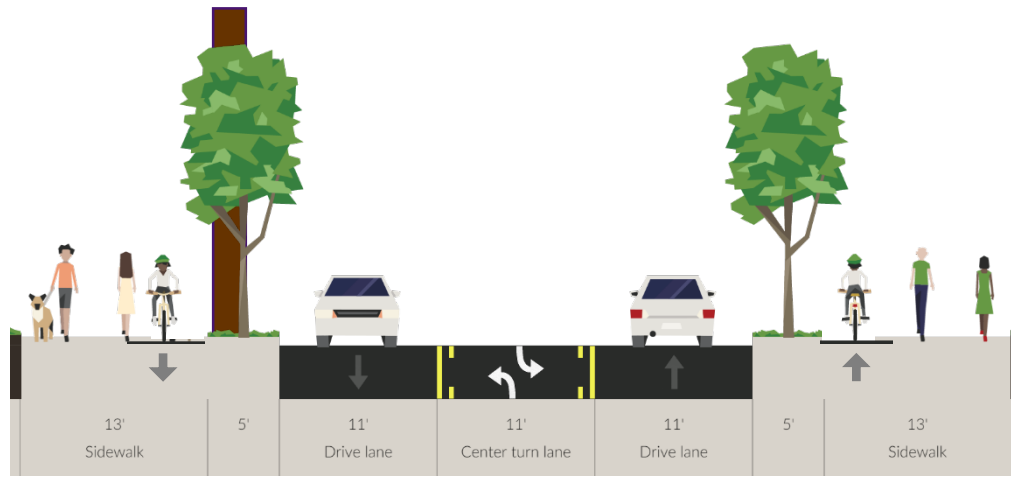 13' 5' 11' 11' 11' 5' 13'
Sidewalk Drive lane Center turn lane Drive lane Sidewalk